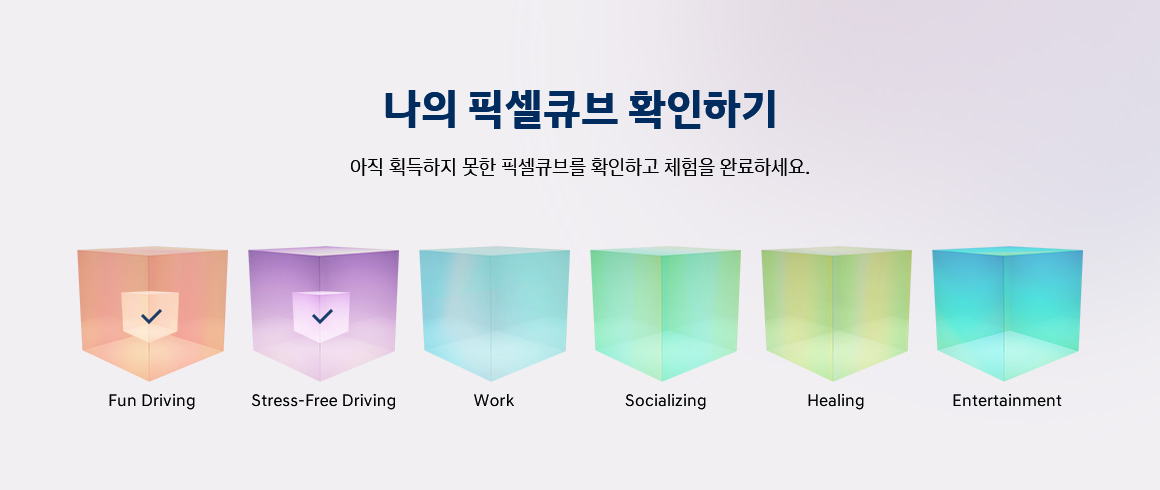 나의 픽셀큐브 확인하기
아직 획득하지 못한 픽셀큐브를 확인하고 체험을 완료하세요.
Fun Driving
Stress-Free Driving
Work
Socializing
Healing
Entertainment